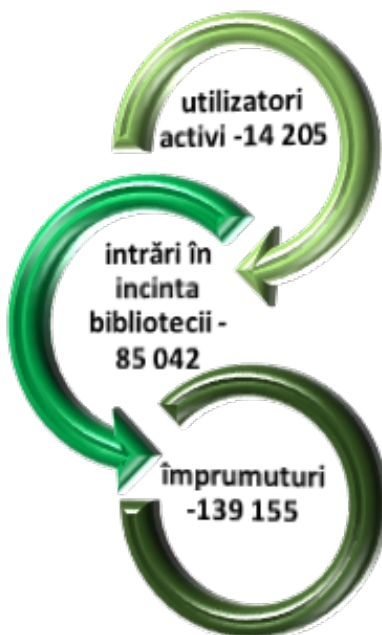 utilizatori
activi -14 205
intrări în
incinta
bibliotecii -
85 042
împrumuturi
-139 155